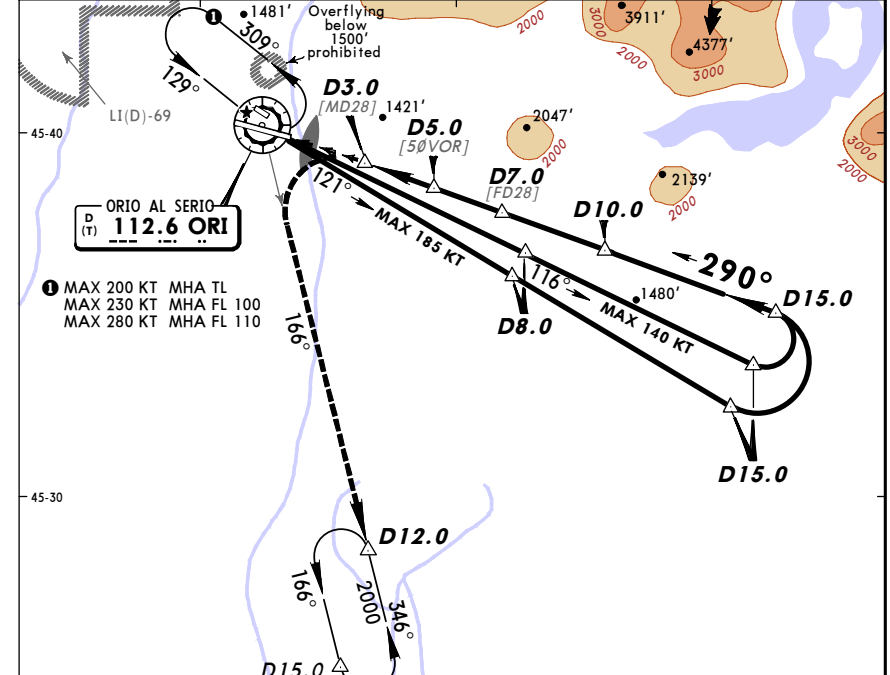 ❶
1481'
Overflying
below
1500'
prohibited
309°
129°
LI(D)-69
3911'
4377'
2000
3000
2000
3000
3000
2000
D3.0
[MD28]
1421'
D5.0
[5ØVOR]
2047'
2000
D7.0
[FD28]
2139'
2000
D10.0
45-40
ORIO AL SERIO
D
(T)
112.6 ORI
121°
MAX 185 KT
116°
MAX 140 KT
1480'
290°
D15.0
D8.0
D15.0
❶ MAX 200 KT MHA TL
MAX 230 KT MHA FL 100
MAX 280 KT MHA FL 110
166°
45-30
D12.0
166°
2000
346°
D15.0